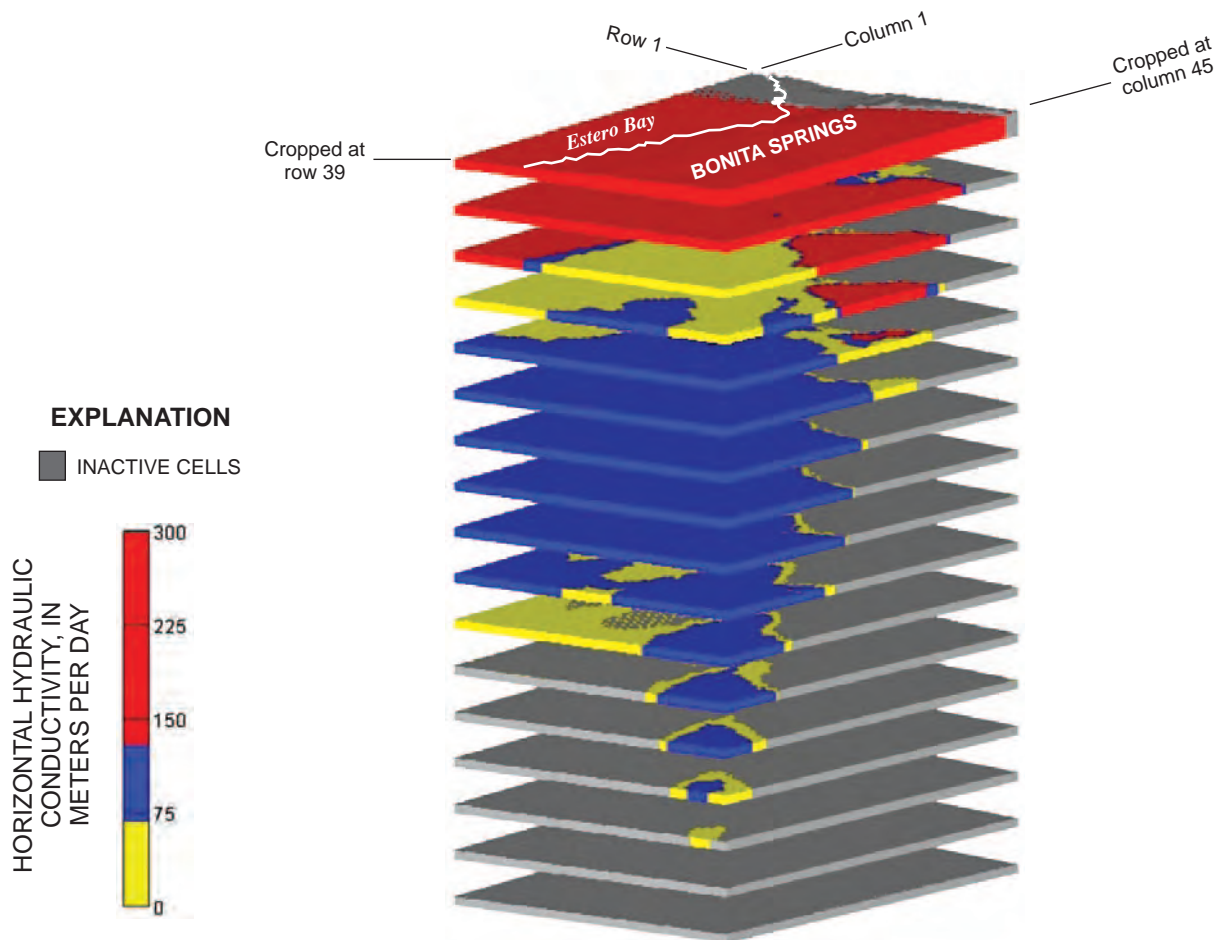 Row 1
Column 1
Cropped at
column 45
Estero Bay
BONITA SPRINGS
Cropped at
row 39
EXPLANATION
INACTIVE CELLS
HORIZONTAL HYDRAULIC
CONDUCTIVITY, IN
METERS PER DAY
300
225
150
75
0